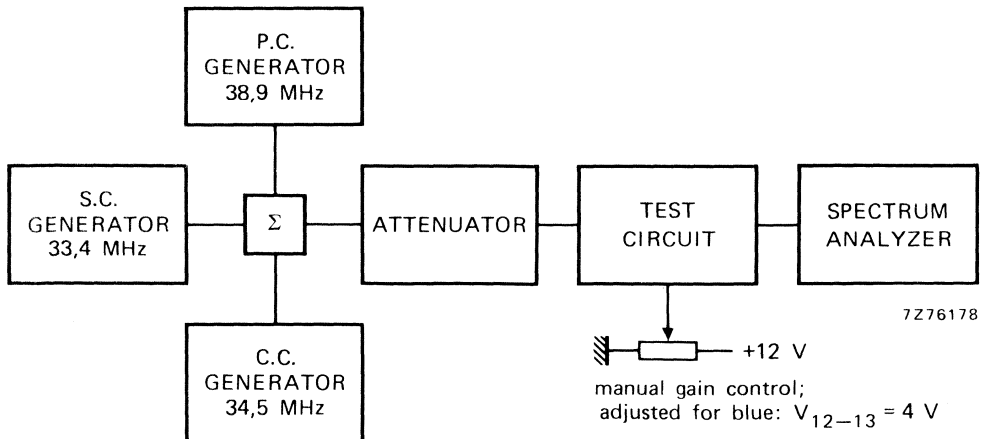 P.C.
GENERATOR
38,9 MHz
S.C.
GENERATOR
33,4 MHz
Σ
ATTENUATOR
TEST
CIRCUIT
SPECTRUM
ANALYZER
7Z76178
+12 V
C.C.
GENERATOR
34,5 MHz
manual gain control;
adjusted for blue: V12–13 = 4 V